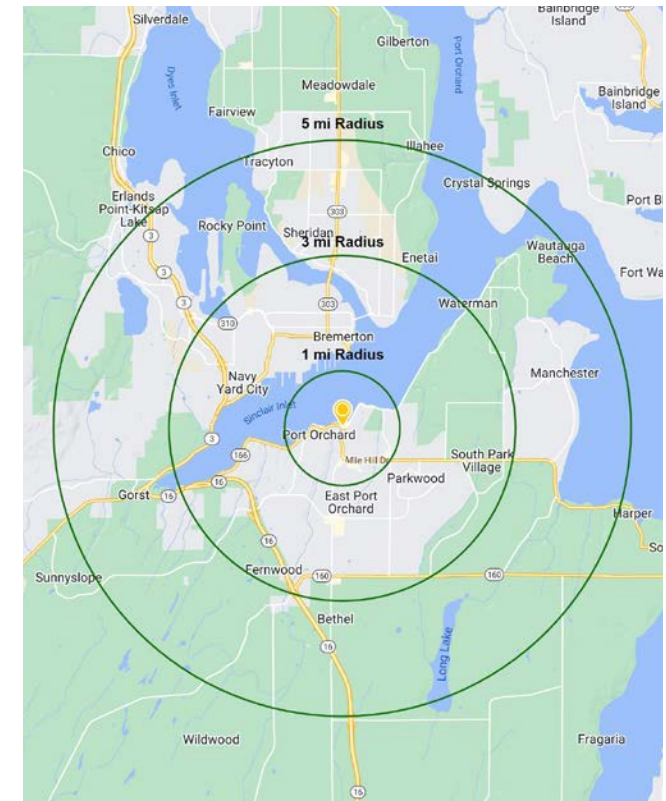 Bainbridge
Island
Silverdale
Gilberton
Port Orchard
Dyes Inlet
Meadowdale
Bainbridge
Island
Fairview
5 mi Radius
Illahee
Chico
Tracyton
Crystal Springs
Erlands
Point-Kitsap
Lake
Port Bl
303
Rocky Point
Sheridan
3
3 mi Radius
Wautauga
Beach
Enetai
Fort Wa
3
303
Waterman
310
Bremerton
1 mi Radius
Navy
Yard City
Manchester
Sinclair Inlet
3
Port Orchard
166
Mile Hill Dr
South Park
Village
Parkwood
16
Gorst
16
East Port
Orchard
Harper
16
So
Fernwood
160
160
Sunnyslope
Bethel
16
Long Lake
Wildwood
Fragaria
16